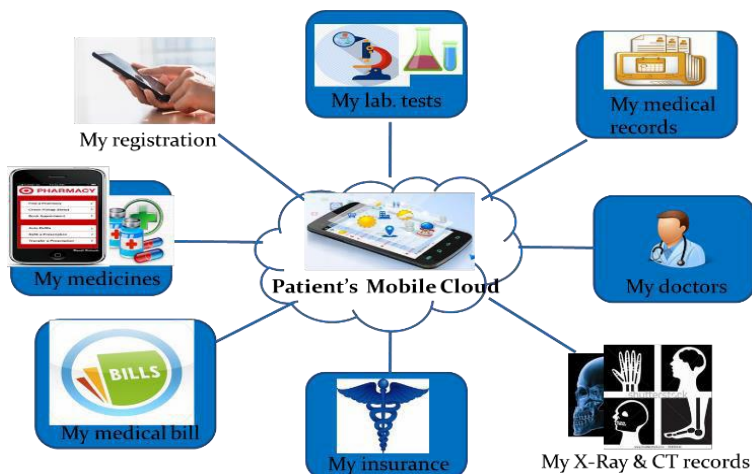 My lab. tests
My medical
records
My registration
PHARMACY
My medicines
Patient's Mobile Cloud
My doctors
BILLS
My medical bill
My insurance
shutterstock
My X-Ray & CT records